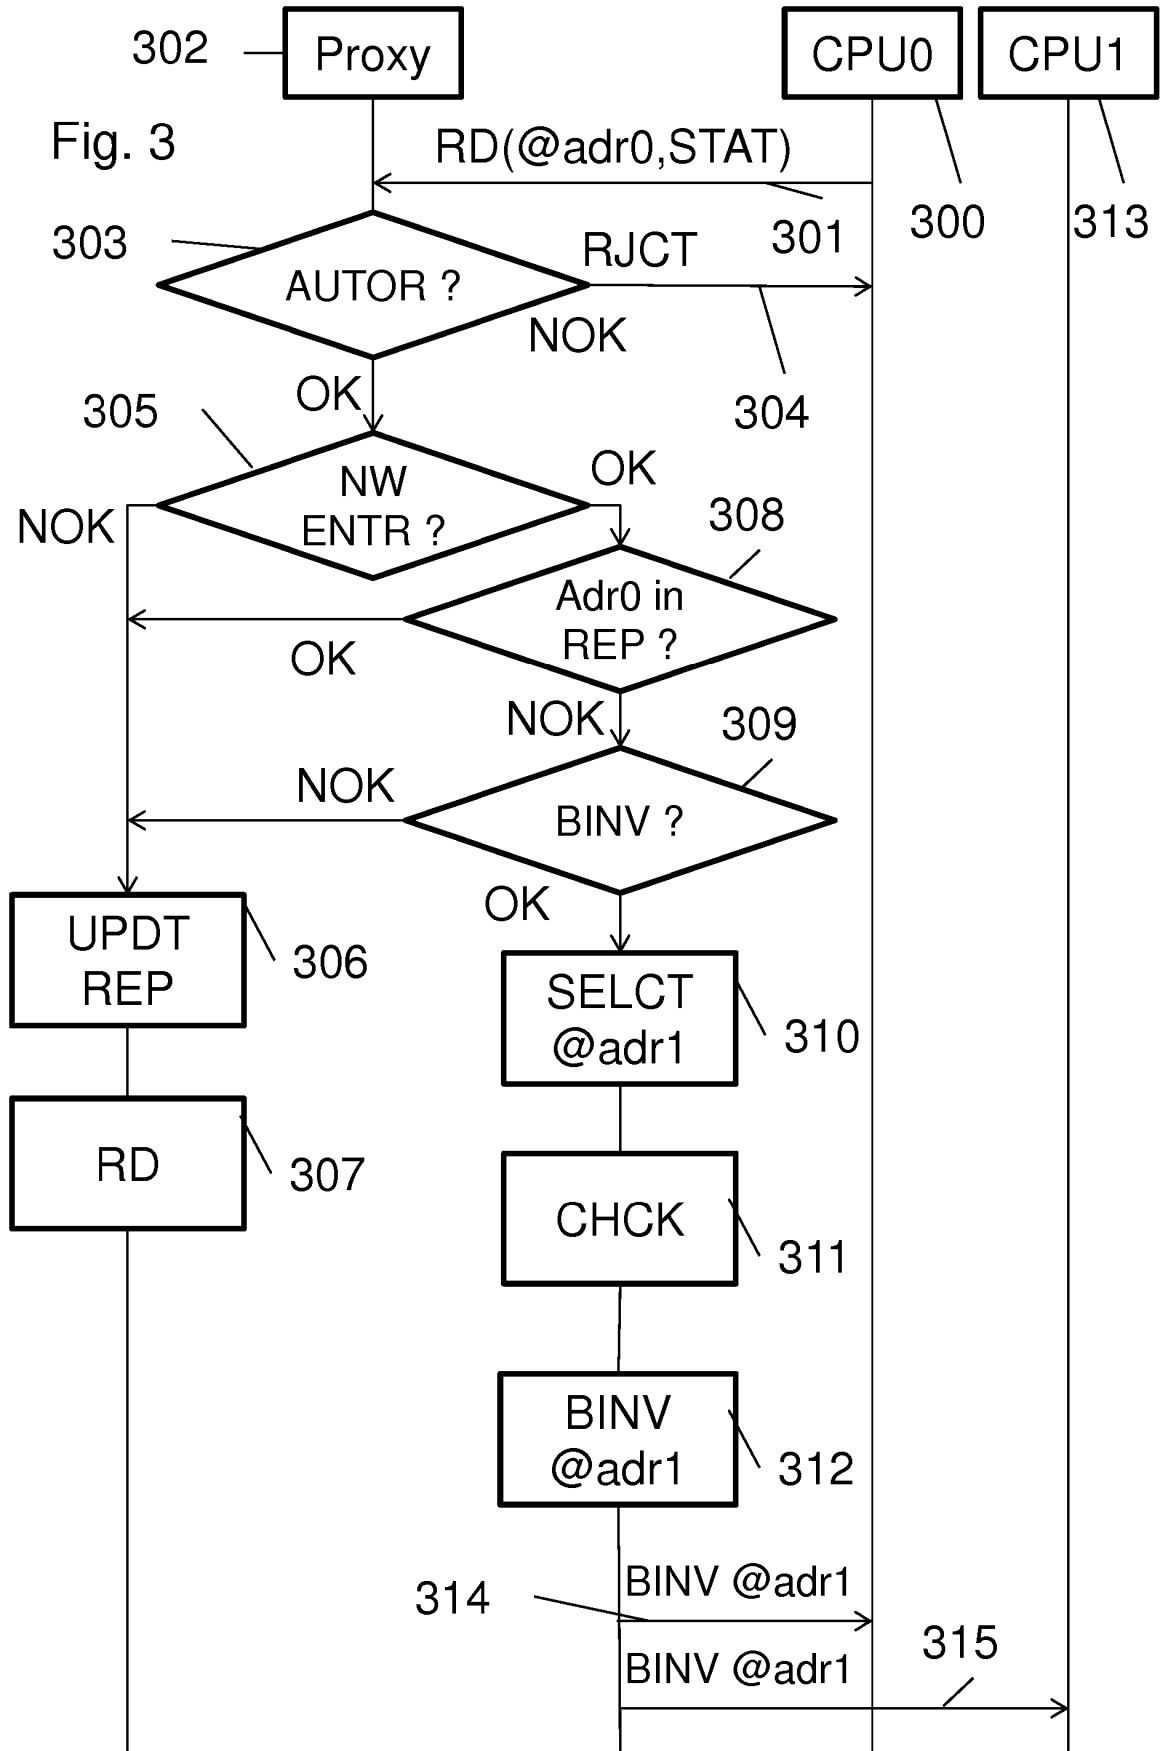 302
Proxy
CPU0
CPU1
Fig. 3
RD(@adr0,STAT)
301
300
313
303
AUTOR ?
RJCT
NOK
304
OK
305
NW
ENTR ?
OK
NOK
308
Adr0 in
REP ?
OK
NOK
309
NOK
BINV ?
OK
UPDT
REP
306
SELCT
@adr1
310
RD
307
CHCK
311
BINV
@adr1
312
314
BINV @adr1
BINV @adr1
315